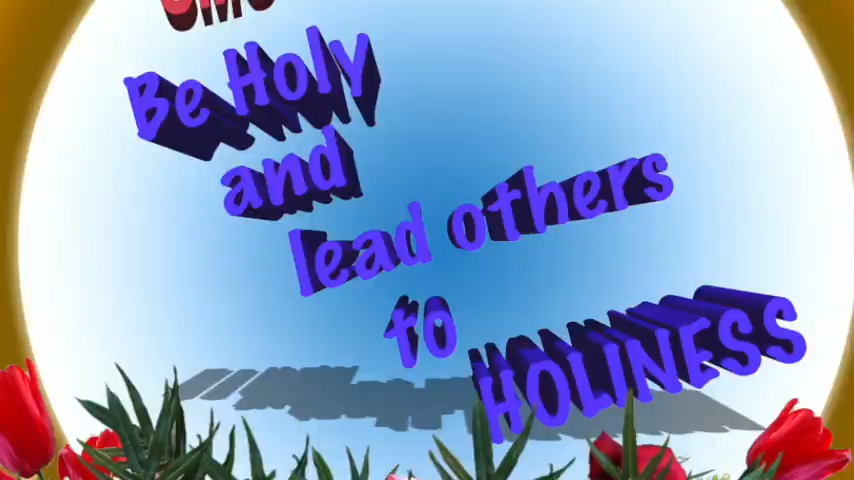 Be Holy
and
lead others
to
HOLINESS